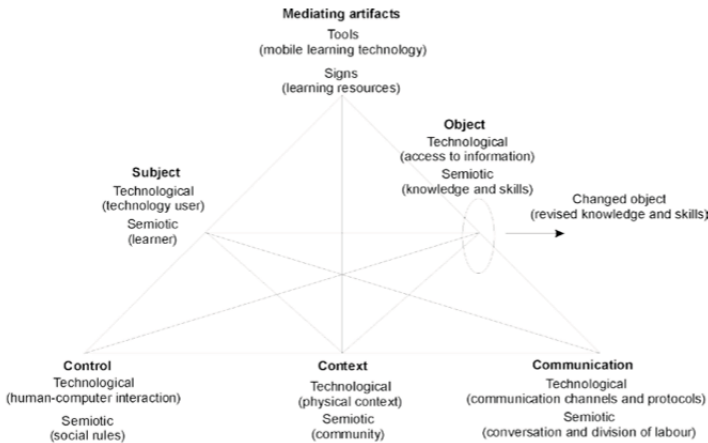 Mediating artifacts
Tools
(mobile learning technology)
Signs
(learning resources)
Object
Technological
(access to information)
Semiotic
(knowledge and skills)
Subject
Technological
(technology user)
Semiotic
(learner)
Changed object
(revised knowledge and skills)
Control
Technological
(human-computer interaction)
Semiotic
(social rules)
Context
Technological
(physical context)
Semiotic
(community)
Communication
Technological
(communication channels and protocols)
Semiotic
(conversation and division of labour)